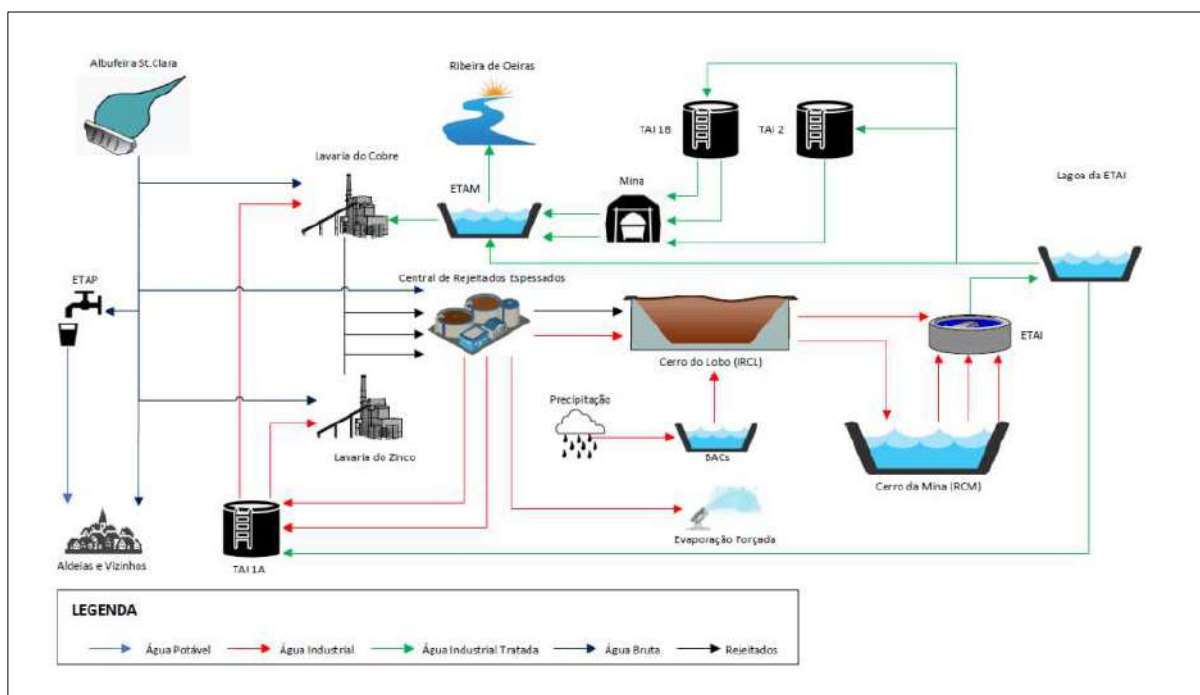 Albufeira St.Clara
Ribeira de Oeiras
TAI 1B
TAI 2
Lavaria do Cobre
Mina
Lagoa da ETAI
ETAM
ETAP
Central de Rejeitados Espessados
ETAI
Cerro do Lobo (IRCL)
Precipitação
BACs
Lavaria do Zinco
Cerro da Mina (RCM)
Evaporação Forçada
Aldeias e Vizinhos
TAI 1A
LEGENDA
Água Potável
Água Industrial
Água Industrial Tratada
Água Bruta
Rejeitados